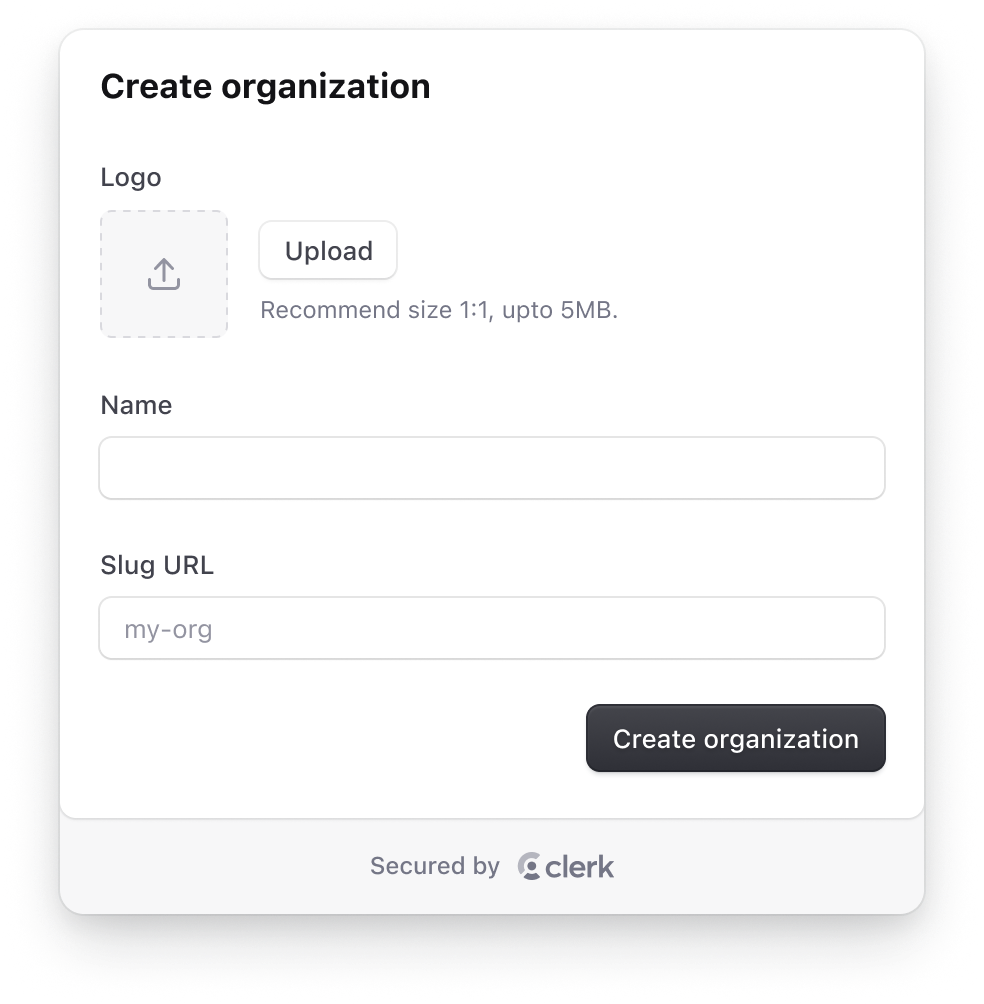 Create organization
Logo
Upload
Recommend size 1:1, upto 5MB.
Name
Slug URL
my-org
Create organization
Secured by clerk